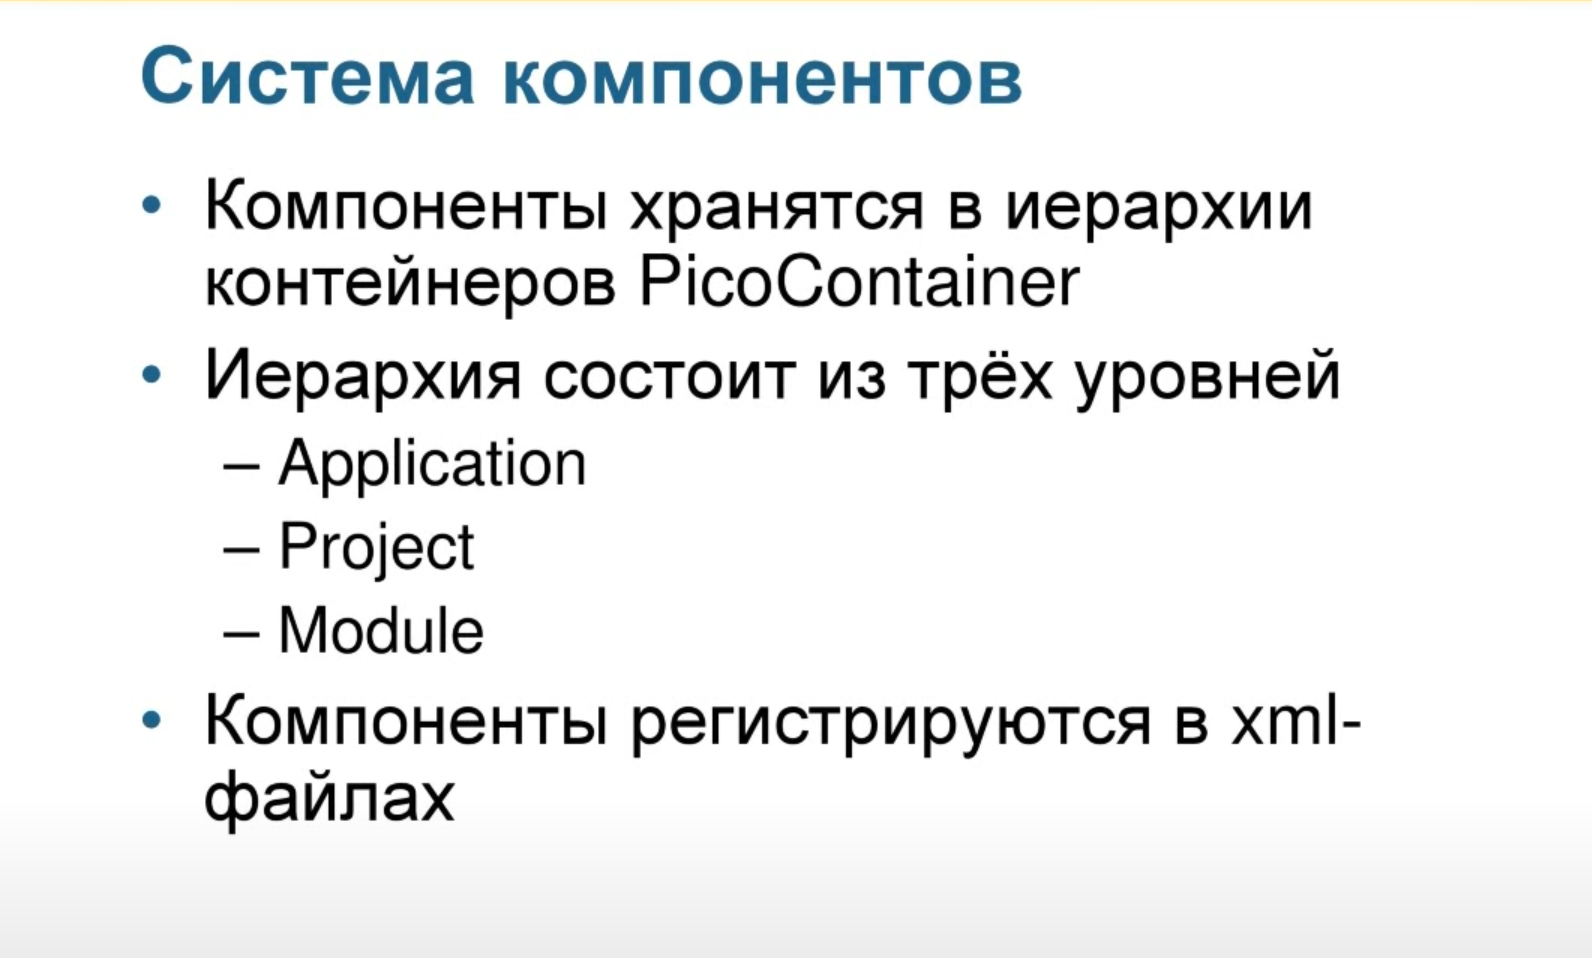 Система компонентов
• Компоненты хранятся в иерархии
контейнеров PicoContainer
• Иерархия состоит из трёх уровней
– Application
– Project
– Module
• Компоненты регистрируются в xml-
файлах